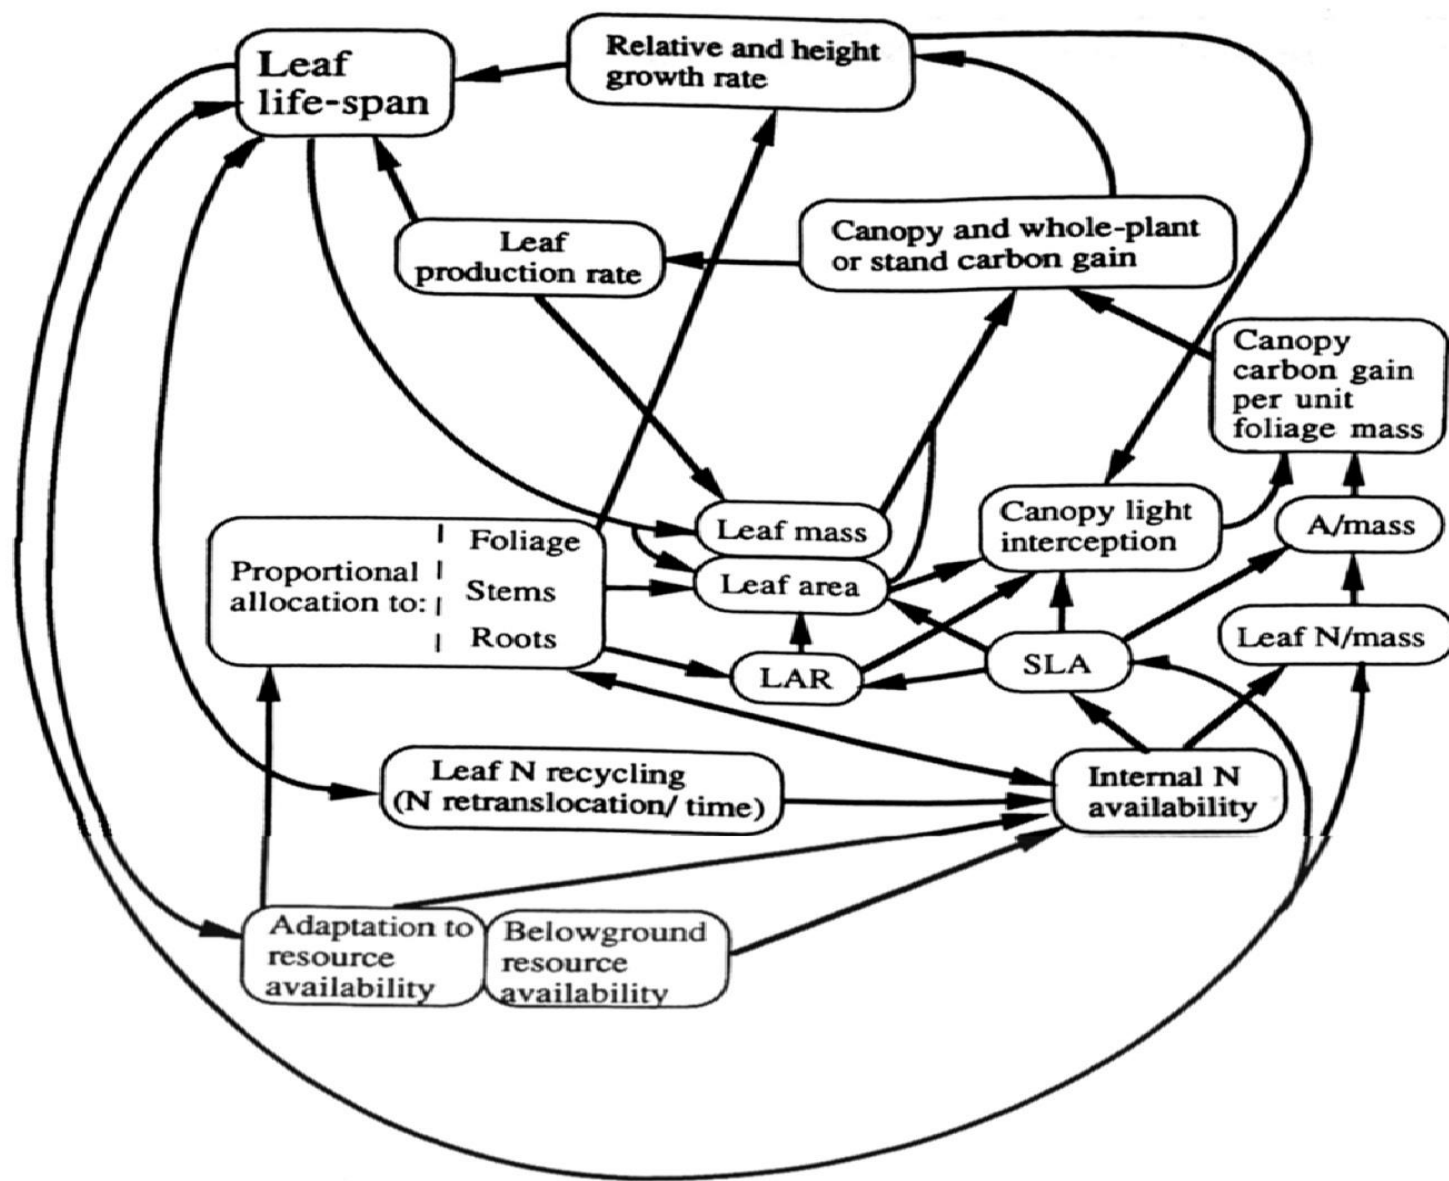 Leaf
life-span
Relative and height
growth rate
Leaf
production rate
Canopy and whole-plant
or stand carbon gain
Canopy
carbon gain
per unit
foliage mass
Leaf mass
Canopy light
interception
A/mass
Proportional
allocation to:
Foliage
Stems
Roots
Leaf area
LAR
SLA
Leaf N/mass
Leaf N recycling
(N retranslocation/ time)
Internal N
availability
Adaptation to
resource
availability
Belowground
resource
availability